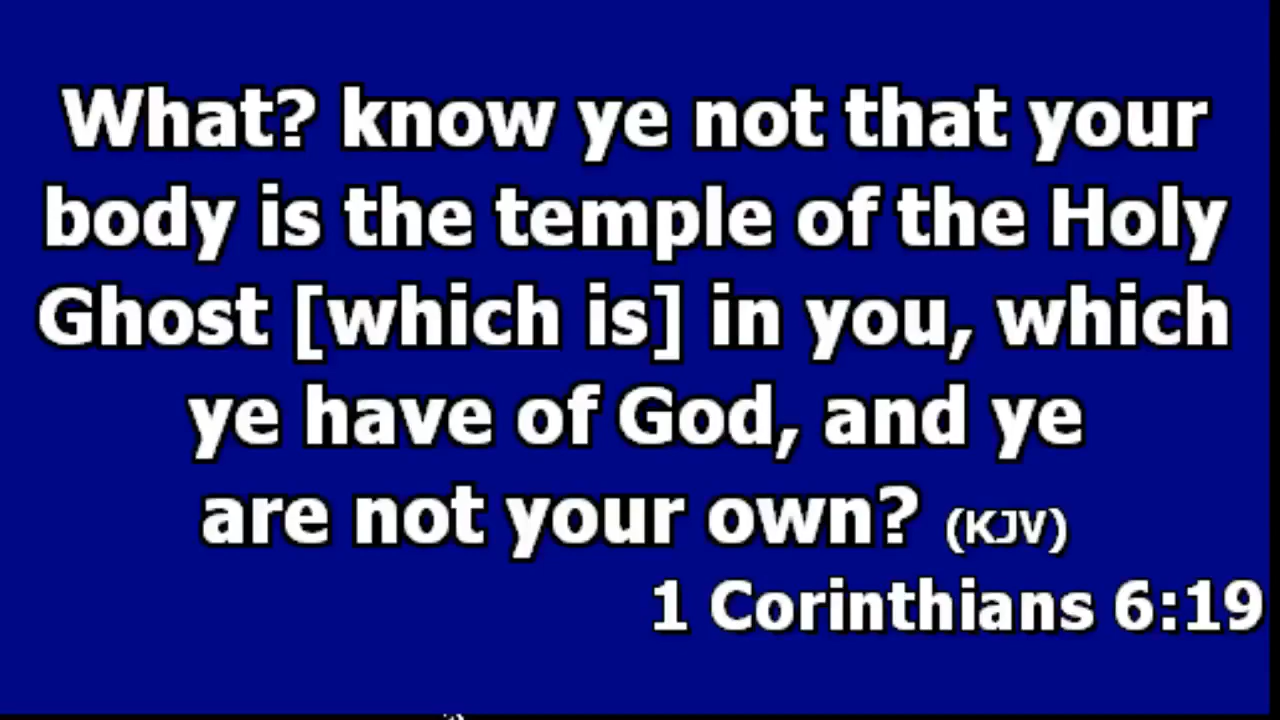 What? know ye not that your
body is the temple of the Holy
Ghost [which is] in you, which
ye have of God, and ye
are not your own? (KJV)
1 Corinthians 6:19